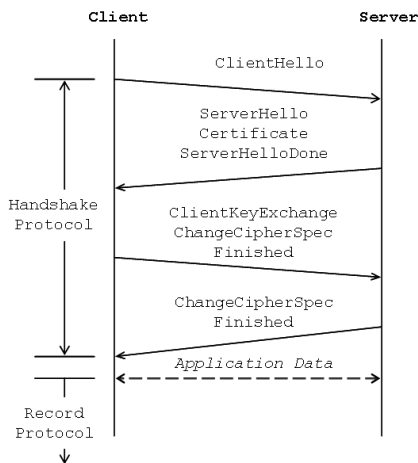 Client Server
ClientHello
ServerHello
Certificate
ServerHelloDone
Handshake
Protocol
ClientKeyExchange
ChangeCipherSpec
Finished
ChangeCipherSpec
Finished
Application Data
Record
Protocol